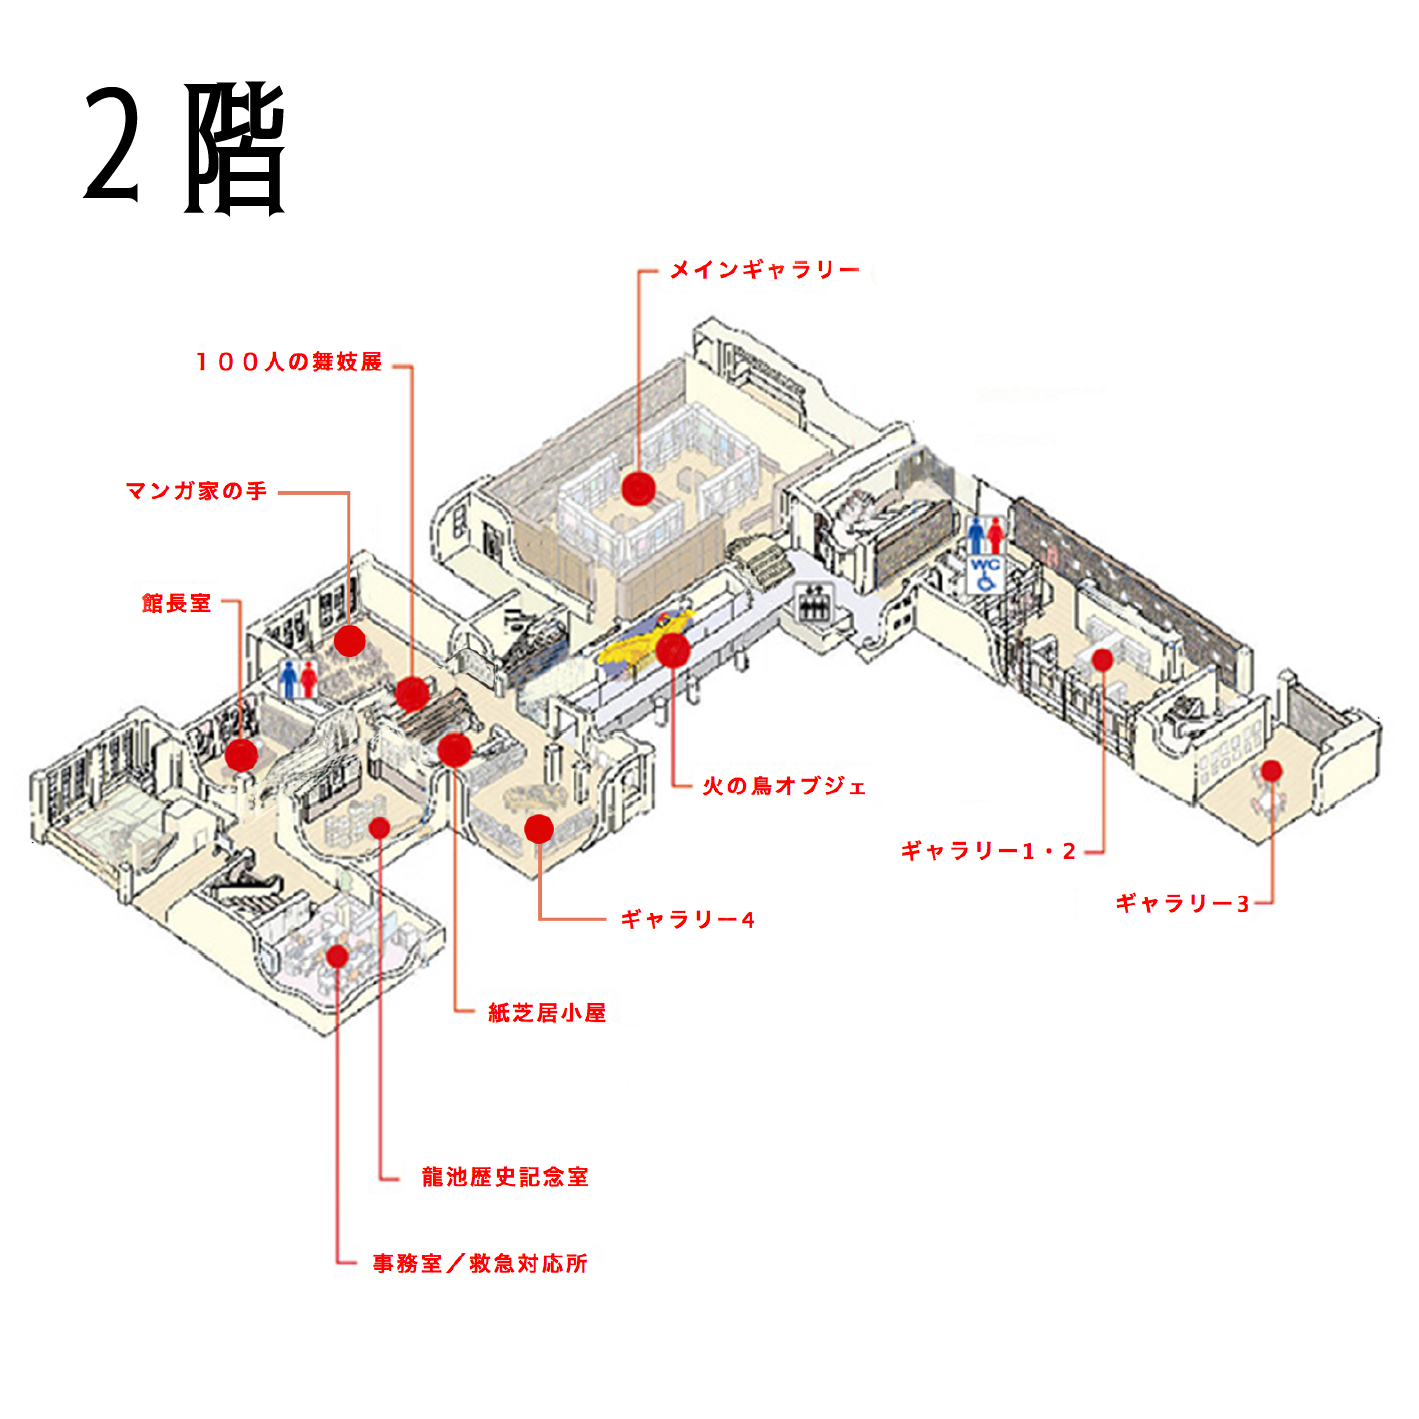 2階
メインギャラリー
１００人の舞妓展
マンガ家の手
館長室
WC
火の鳥オブジェ
ギャラリー1・2
ギャラリー3
ギャラリー4
紙芝居小屋
龍池歴史記念室
事務室／救急対応所